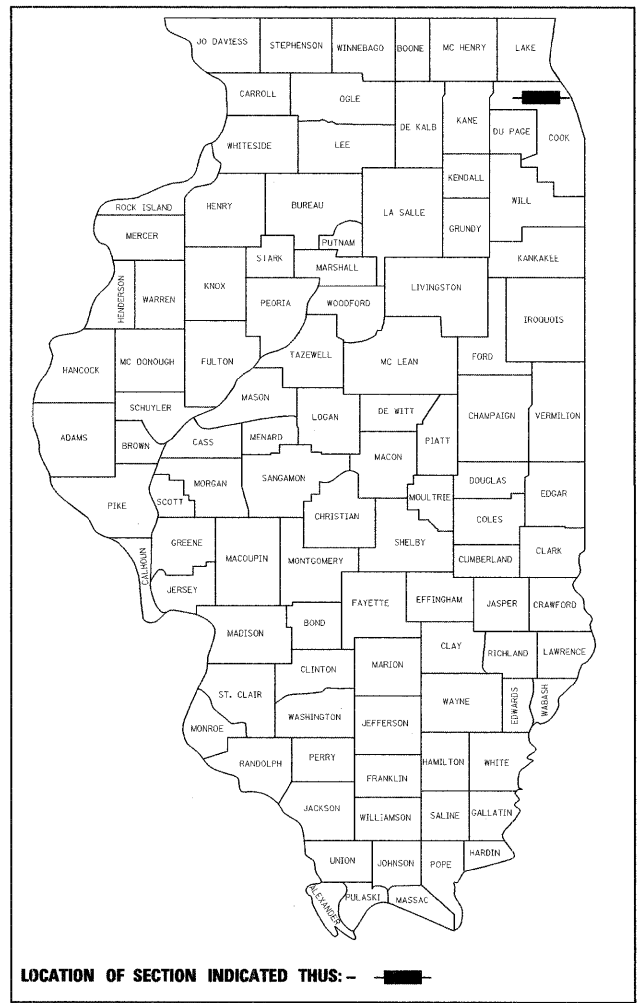 JO DAVIESS STEPHENSON WINNEBAGO BOONE MC HENRY LAKE
CARROLL OGLE DE KALB KANE DU PAGE COOK
WHITESIDE LEE
KENDALL WILL
ROCK ISLAND HENRY BUREAU LA SALLE
MERCER PUTNAM GRUNDY
STARK MARSHALL KANKAKEE
HENDERSON WARREN KNOX PEORIA WOODFORD LIVINGSTON IROQUOIS
HANCOCK MC DONOUGH FULTON TAZEWELL MC LEAN FORD
MASON
SCHUYLER LOGAN DE WITT CHAMPAIGN VERMILION
ADAMS BROWN CASS MENARD MACON PIATT
PIKE SCOTT MORGAN SANGAMON MOULTRIE DOUGLAS EDGAR
CHRISTIAN COLES
GREENE MACOUPIN MONTGOMERY SHELBY CUMBERLAND CLARK
CALHOUN JERSEY FAYETTE EFFINGHAM JASPER CRAWFORD
MADISON BOND
CLINTON MARION CLAY RICHLAND LAWRENCE
ST. CLAIR WASHINGTON WAYNE EDWARDS WABASH
MONROE JEFFERSON
RANDOLPH PERRY HAMILTON WHITE
FRANKLIN
JACKSON WILLIAMSON SALINE GALLATIN
UNION JOHNSON POPE HARDIN
ALEXANDER PULASKI MASSAC
LOCATION OF SECTION INDICATED THUS: –